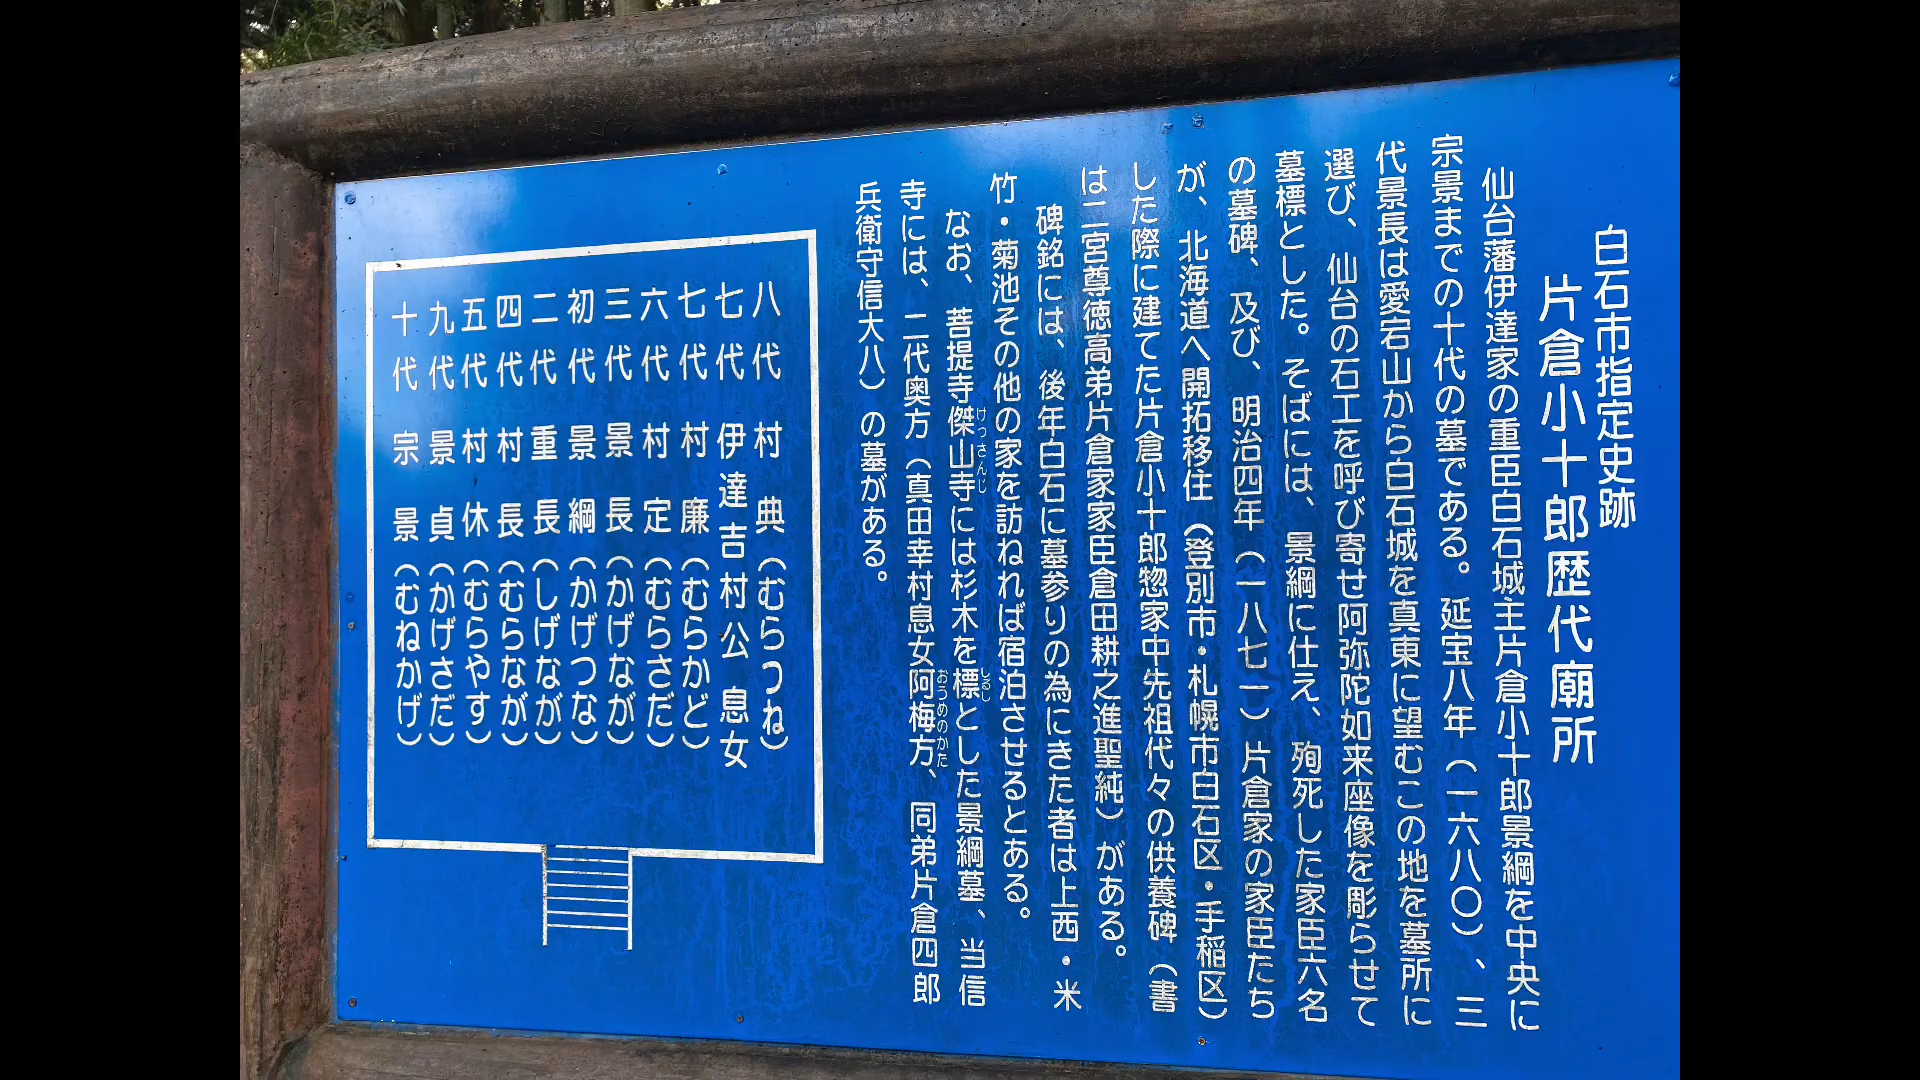 白石市指定史跡
片倉小十郎歴代廟所
仙台藩伊達家の重臣白石城主片倉小十郎景綱を中央に
宗景までの十代の墓である。延宝八年(一六八〇)、三
代景長は愛宕山から白石城を真東に望むこの地を墓所に
選び、仙台の石工を呼び寄せ阿弥陀如来座像を彫らせて
墓標とした。そばには、景綱に仕え、殉死した家臣六名
の墓碑、及び、明治四年(一八七一)片倉家の家臣たち
が、北海道へ開拓移住(登別市・札幌市白石区・手稲区)
した際に建てた片倉小十郎惣家中先祖代々の供養碑(書
は二宮尊徳高弟片倉家家臣倉田耕之進聖純)がある。
碑銘には、後年白石に墓参りの為にきた者は上西・米
竹・菊池その他の家を訪ねれば宿泊させるとある。
なお、菩提寺傑山寺には杉木を標とした景綱墓、当信
けっさんじ
しるし
寺には、二代奥方(真田幸村息女阿梅方、同弟片倉四郎
おうめのかた
兵衛守信大八)の墓がある。
八代 村典(むらつね)
七代 伊達吉村公息女
七代 村廉(むらかど)
六代 村定(むらさだ)
三代 景長(かげなが)
初代 景綱(かげつな)
二代 重長(しげなが)
四代 村長(むらなが)
五代 村休(むらやす)
九代 景貞(かげさだ)
十代 宗景(むねかげ)